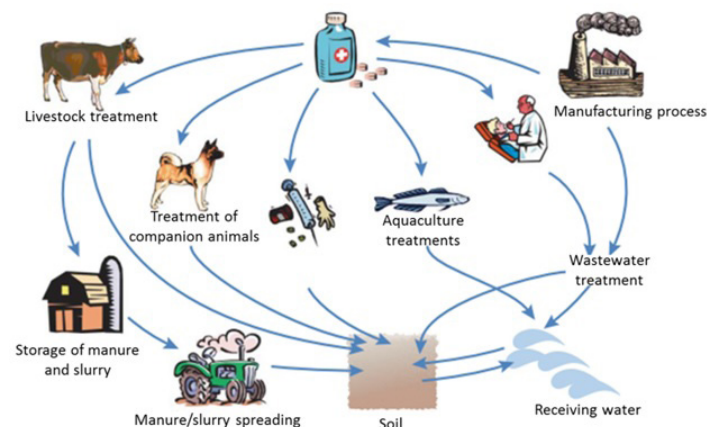 Livestock treatment
Manufacturing process
Treatment of
companion animals
Aquaculture
treatments
Wastewater
treatment
Storage of manure
and slurry
Manure/slurry spreading
Soil
Receiving water